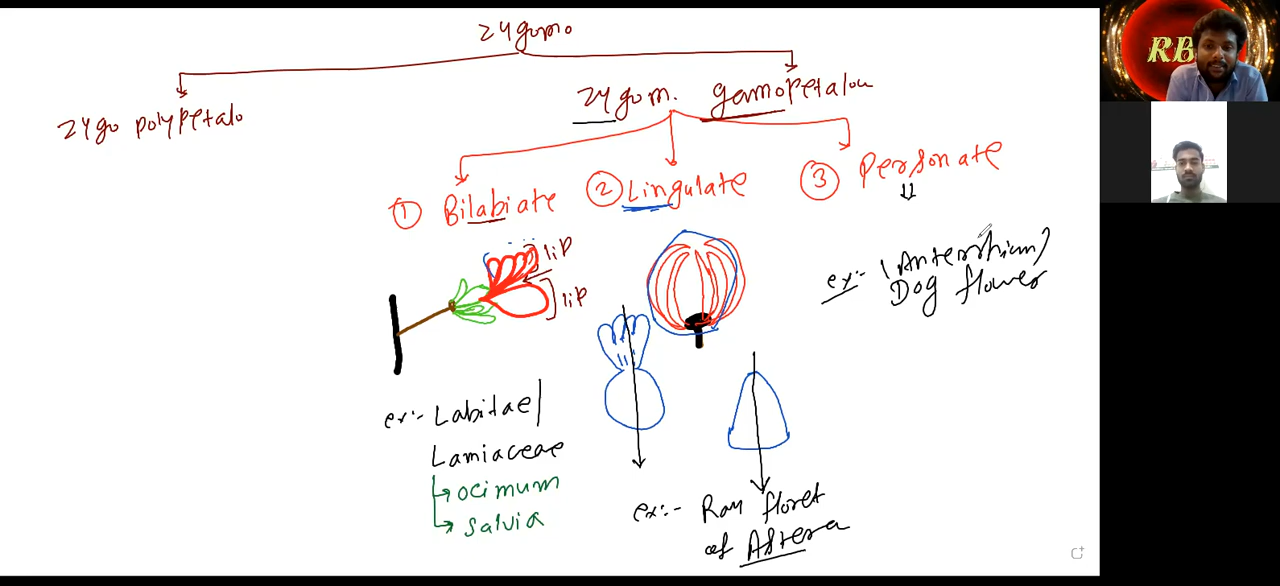 zygomo
zygo polypetalo
zygom. gamopetalou
① Bilabiate
② Lingulate
③ Personate
lip
lip
ex:- (Anterrhium)
Dog flower
ex:- Labitae/
Lamiaceae
→ ocimum
→ salvia
ex:- Ray floret
of Astera
RB